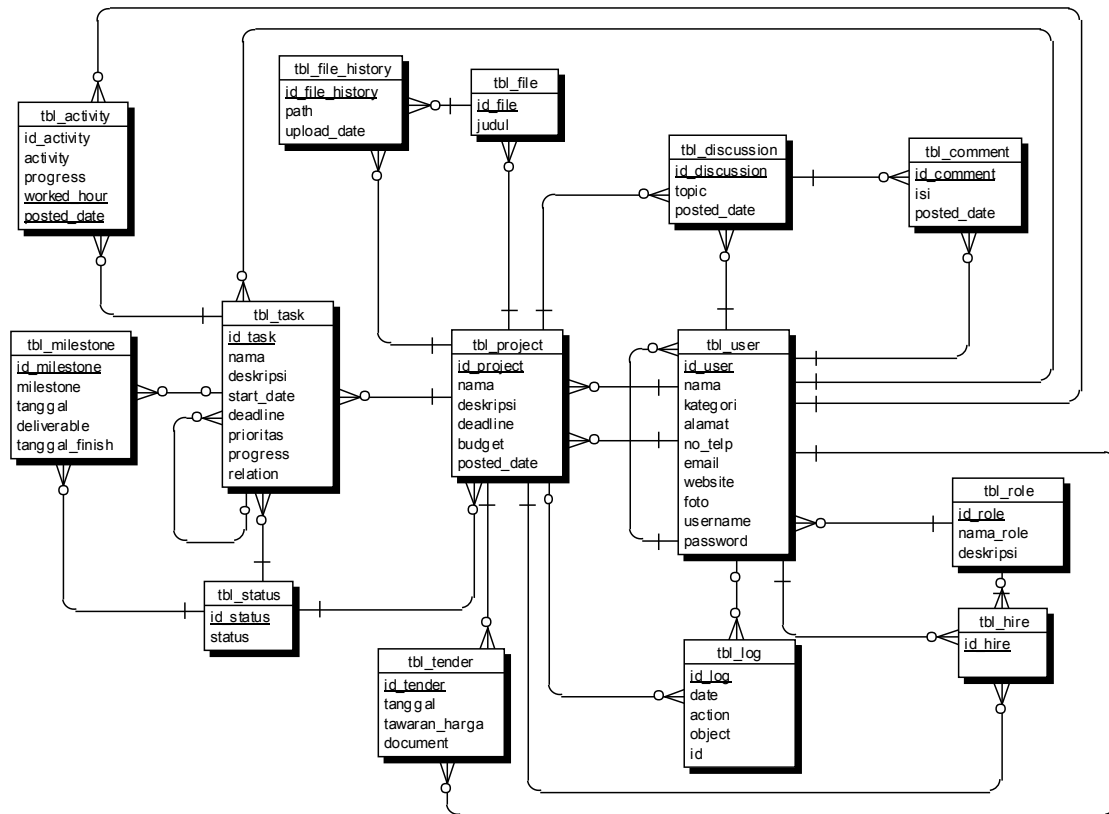 tbl_file_history
id_file_history
path
upload_date
tbl_file
id_file
judul
tbl_activity
id_activity
activity
progress
worked_hour
posted_date
tbl_discussion
id_discussion
topic
posted_date
tbl_comment
id_comment
isi
posted_date
tbl_task
id_task
nama
deskripsi
start_date
deadline
prioritas
progress
relation
tbl_milestone
id_milestone
milestone
tanggal
deliverable
tanggal_finish
tbl_project
id_project
nama
deskripsi
deadline
budget
posted_date
tbl_user
id_user
nama
kategori
alamat
no_telp
email
website
foto
username
password
tbl_role
id_role
nama_role
deskripsi
tbl_status
id_status
status
tbl_hire
id_hire
tbl_tender
id_tender
tanggal
tawaran_harga
document
tbl_log
id_log
date
action
object
id